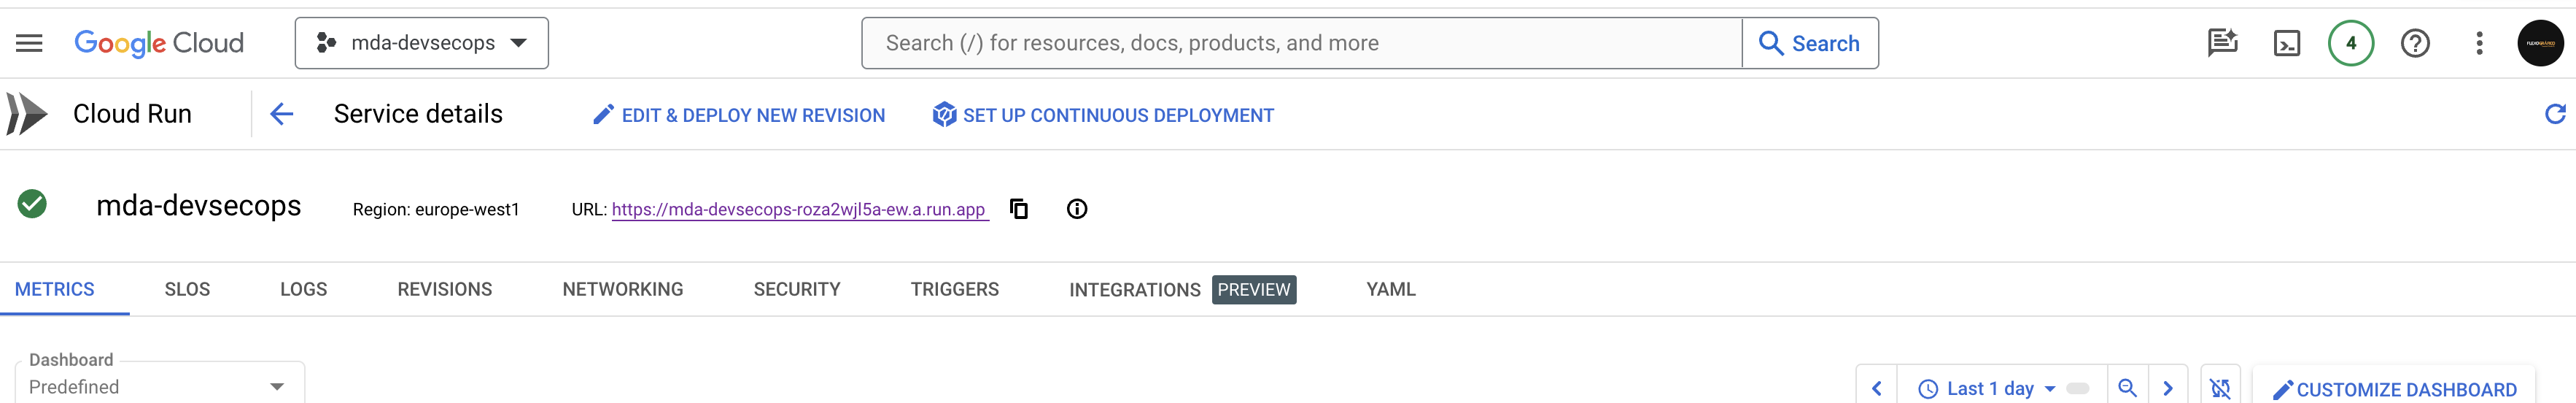 Google Cloud mda-devsecops Search (/) for resources, docs, products, and more Search 4
Cloud Run Service details EDIT & DEPLOY NEW REVISION SET UP CONTINUOUS DEPLOYMENT
mda-devsecops Region: europe-west1 URL: https://mda-devsecops-roza2wjl5a-ew.a.run.app
METRICS SLOS LOGS REVISIONS NETWORKING SECURITY TRIGGERS INTEGRATIONS PREVIEW YAML
Dashboard
Predefined Last 1 day CUSTOMIZE DASHBOARD